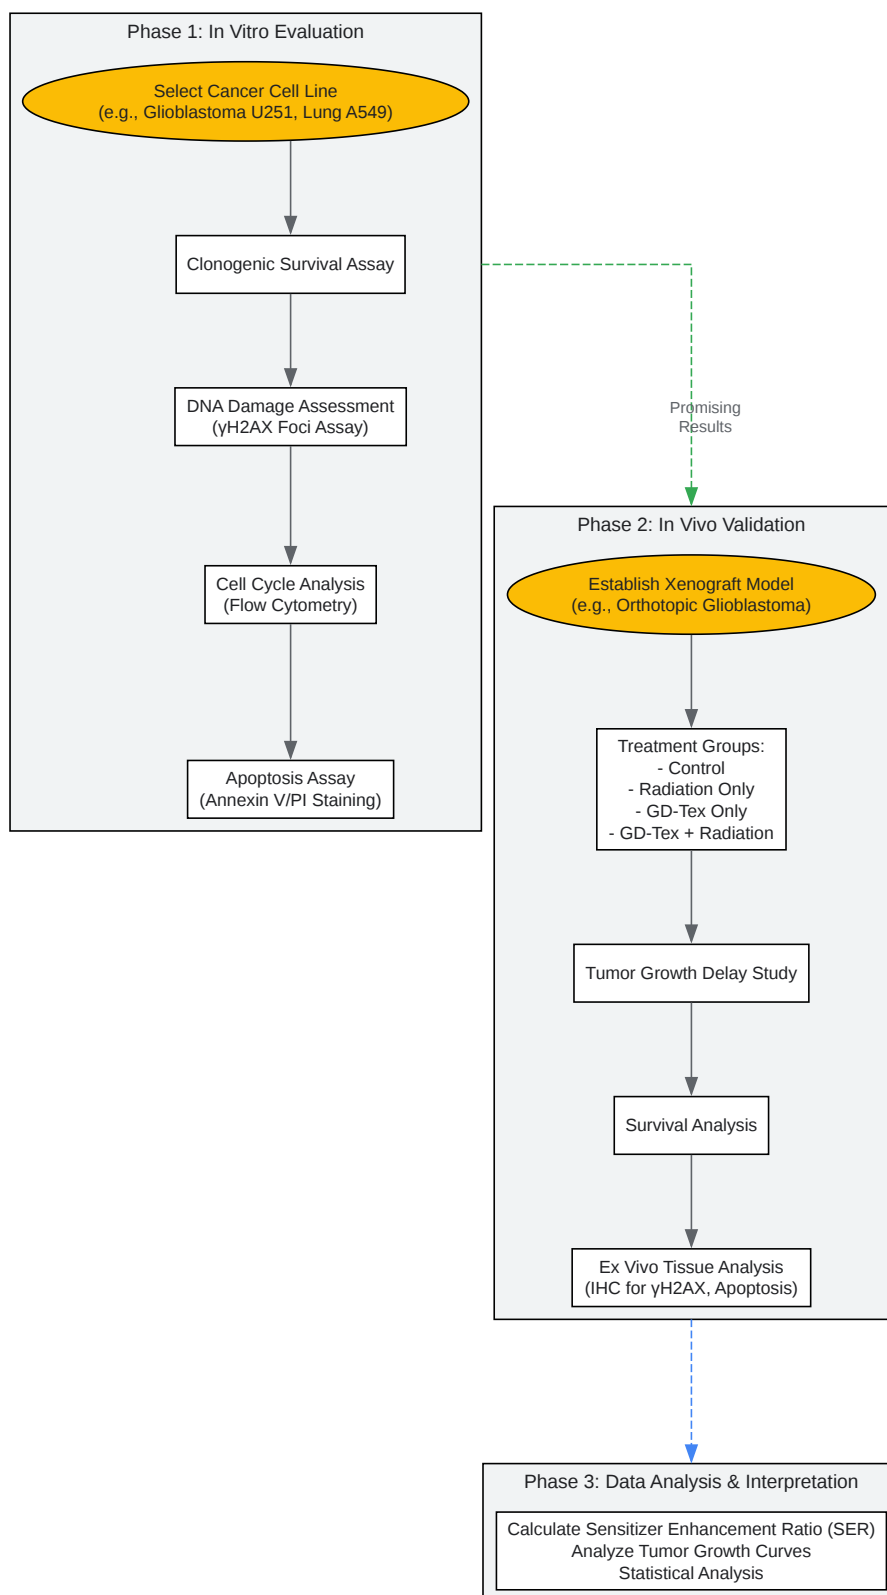 Phase 1: In Vitro Evaluation
Select Cancer Cell Line
(e.g., Glioblastoma U251, Lung A549)
Clonogenic Survival Assay
DNA Damage Assessment
(γH2AX Foci Assay)
Cell Cycle Analysis
(Flow Cytometry)
Apoptosis Assay
(Annexin V/PI Staining)
Promising
Results
Phase 2: In Vivo Validation
Establish Xenograft Model
(e.g., Orthotopic Glioblastoma)
Treatment Groups:
- Control
- Radiation Only
- GD-Tex Only
- GD-Tex + Radiation
Tumor Growth Delay Study
Survival Analysis
Ex Vivo Tissue Analysis
(IHC for γH2AX, Apoptosis)
Phase 3: Data Analysis & Interpretation
Calculate Sensitizer Enhancement Ratio (SER)
Analyze Tumor Growth Curves
Statistical Analysis